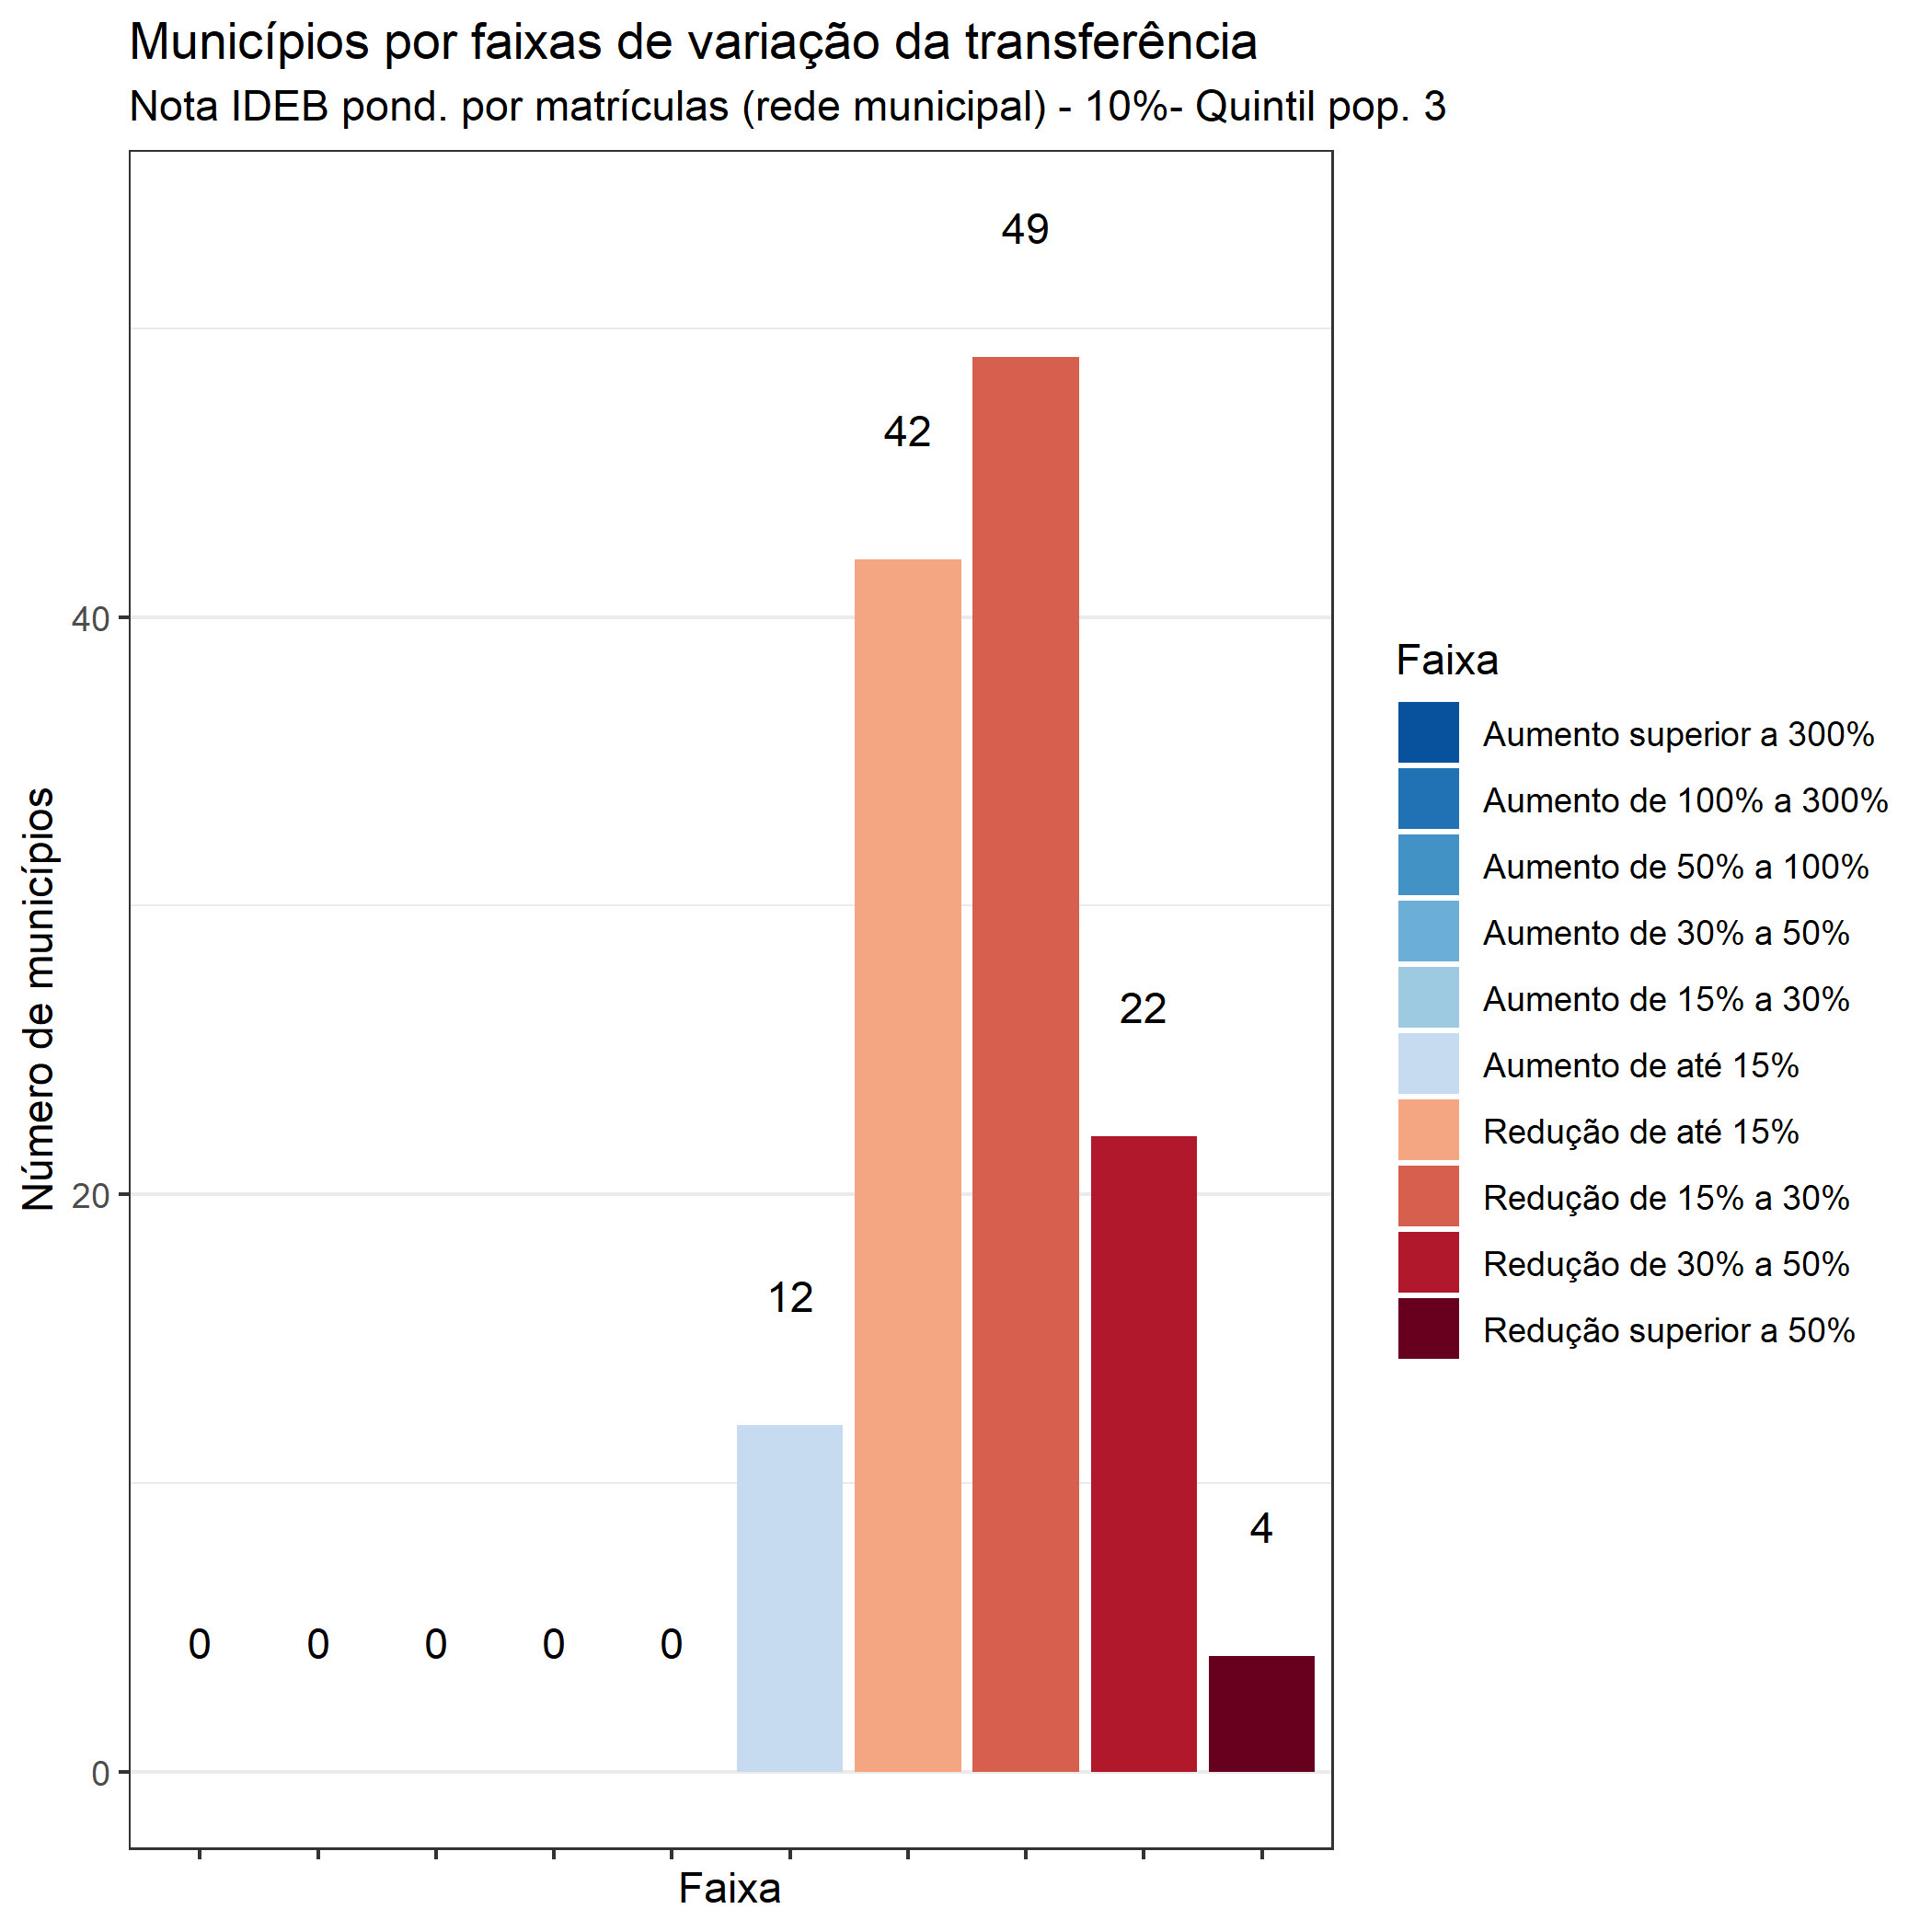 Municípios por faixas de variação da transferência
Nota IDEB pond. por matrículas (rede municipal) - 10%- Quintil pop. 3
Número de municípios
40
20
0
0
0
0
0
0
12
42
49
22
4
Faixa
Faixa
Aumento superior a 300%
Aumento de 100% a 300%
Aumento de 50% a 100%
Aumento de 30% a 50%
Aumento de 15% a 30%
Aumento de até 15%
Redução de até 15%
Redução de 15% a 30%
Redução de 30% a 50%
Redução superior a 50%